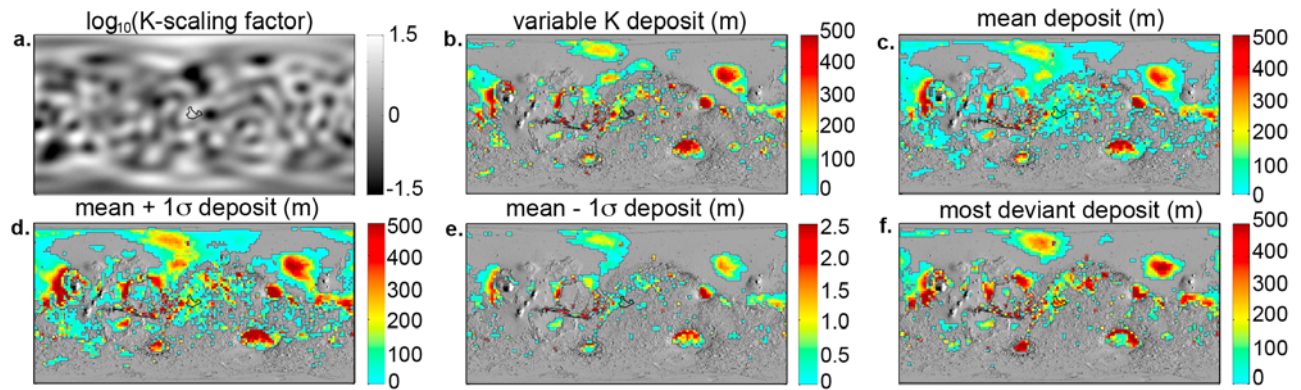 log₁₀(K-scaling factor)
variable K deposit (m)
mean deposit (m)
a.
1.5
0
-1.5
b.
500
400
300
200
100
0
c.
500
400
300
200
100
0
mean + 1σ deposit (m)
mean - 1σ deposit (m)
most deviant deposit (m)
d.
500
400
300
200
100
0
e.
2.5
2.0
1.5
1.0
0.5
0
f.
500
400
300
200
100
0